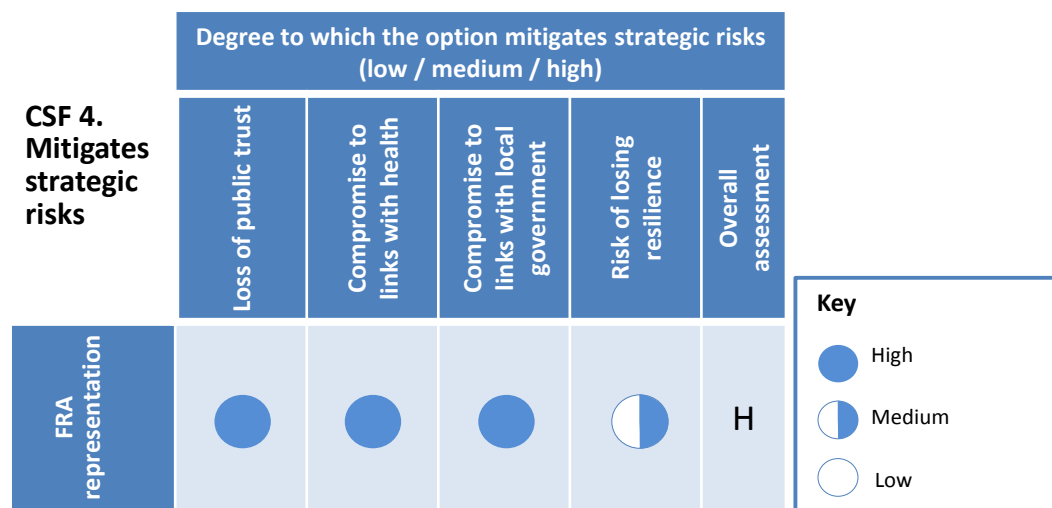 Degree to which the option mitigates strategic risks
(low / medium / high)
CSF 4.
Mitigates
strategic
risks
Loss of public trust
Compromise to
links with health
Compromise to
links with local
government
Risk of losing
resilience
Overall
assessment
FRA
representation
H
Key
High
Medium
Low